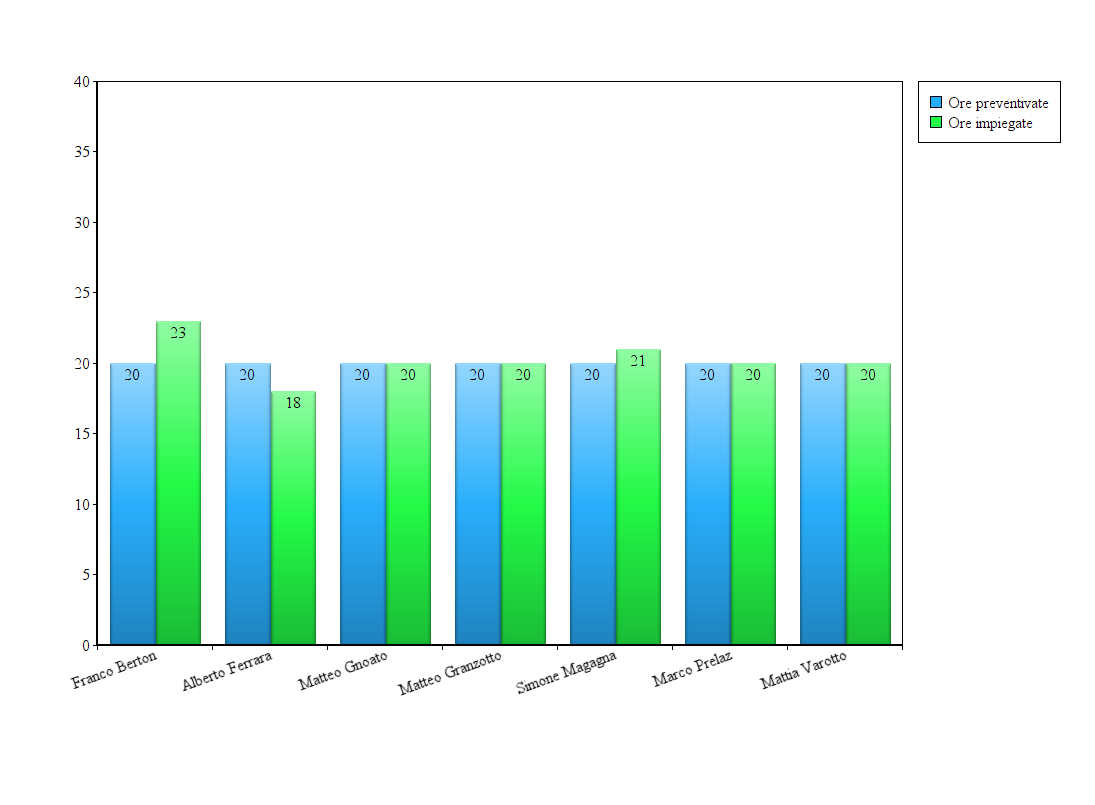 40
35
30
25
20
15
10
5
0
23
20
20
18
20
20
20
20
20
21
20
20
20
20
Franco Berton
Alberto Ferrara
Matteo Gnoato
Matteo Granzotto
Simone Magagna
Marco Prelaz
Mattia Varotto
Ore preventivate
Ore impiegate